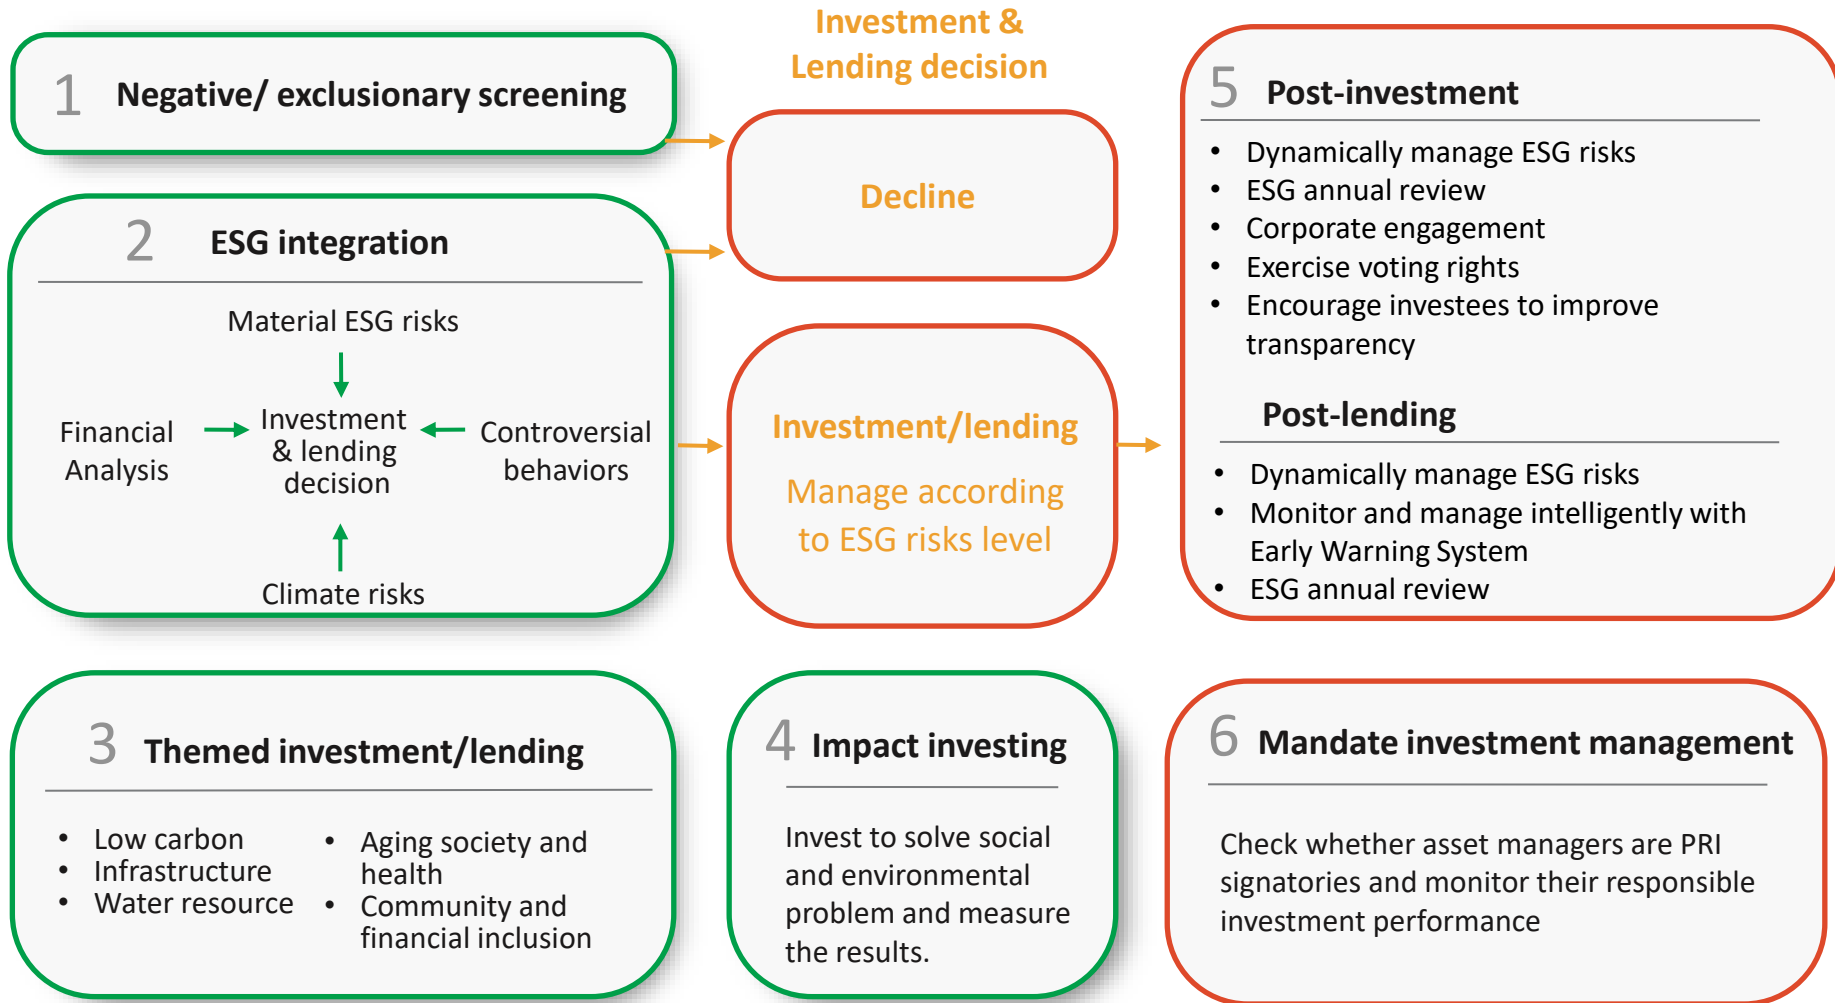 1 Negative/ exclusionary screening
2 ESG integration
Material ESG risks
Financial
Analysis
Investment
& lending
decision
Controversial
behaviors
Climate risks
Investment &
Lending decision
Decline
Investment/lending
Manage according
to ESG risks level
5 Post-investment
• Dynamically manage ESG risks
• ESG annual review
• Corporate engagement
• Exercise voting rights
• Encourage investees to improve
transparency
Post-lending
• Dynamically manage ESG risks
• Monitor and manage intelligently with
Early Warning System
• ESG annual review
3 Themed investment/lending
• Low carbon
• Infrastructure
• Water resource
• Aging society and
health
• Community and
financial inclusion
4 Impact investing
Invest to solve social
and environmental
problem and measure
the results.
6 Mandate investment management
Check whether asset managers are PRI
signatories and monitor their responsible
investment performance